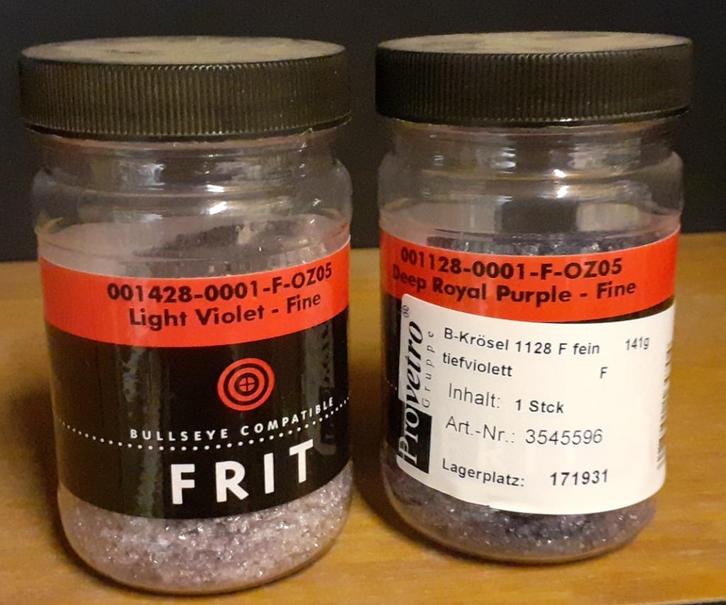 001428-0001-F-OZ05
Light Violet - Fine
BULLSEYE COMPATIBLE
FRIT
001128-0001-F-OZ05
Deep Royal Purple - Fine
Provetro®
Gruppe
B-Krösel 1128 F fein 141g
tiefviolett F
Inhalt: 1 Stck
Art.-Nr.: 3545596
Lagerplatz: 171931